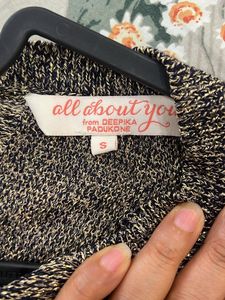 all about you
from DEEPIKA
PADUKONE
S